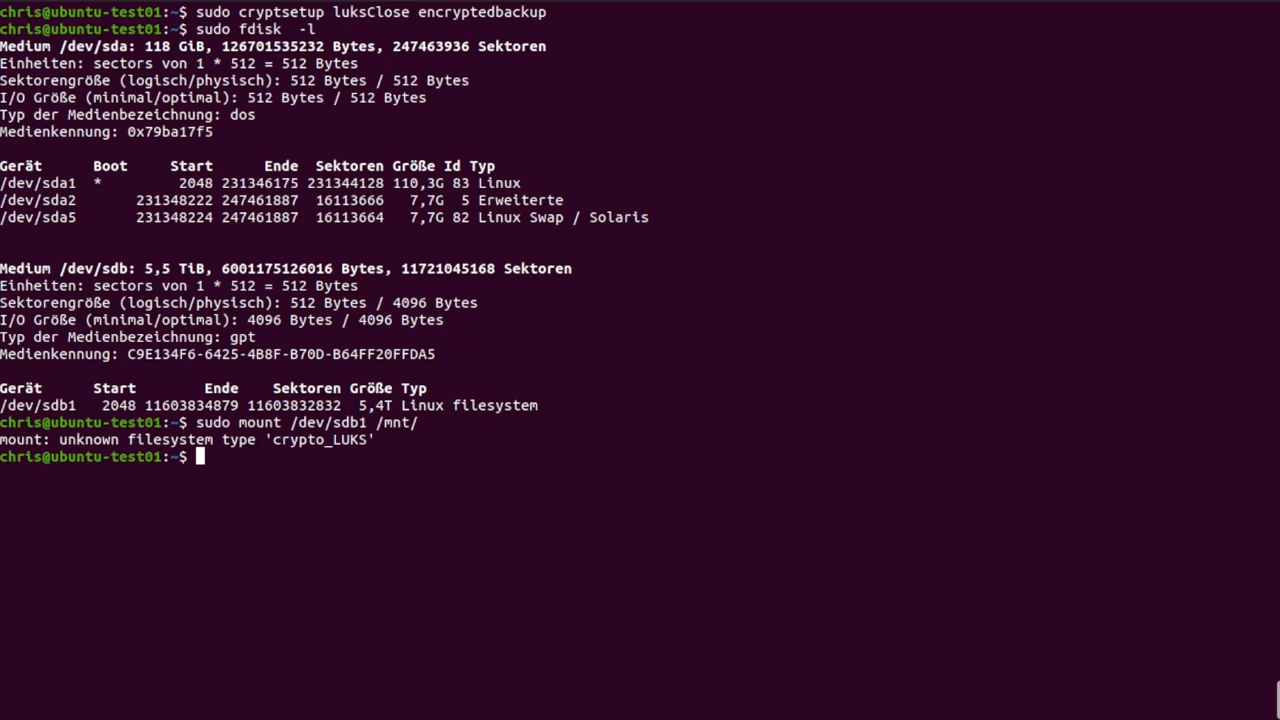 chris@ubuntu-test01:~$ sudo cryptsetup luksClose encryptedbackup
chris@ubuntu-test01:~$ sudo fdisk  -l
Medium /dev/sda: 118 GiB, 126701535232 Bytes, 247463936 Sektoren
Einheiten: sectors von 1 * 512 = 512 Bytes
Sektorengröße (logisch/physisch): 512 Bytes / 512 Bytes
I/O Größe (minimal/optimal): 512 Bytes / 512 Bytes
Typ der Medienbezeichnung: dos
Medienkennung: 0x79ba17f5
Gerät      Boot     Start      Ende  Sektoren Größe Id Typ
/dev/sda1  *         2048 231346175 231344128 110,3G 83 Linux
/dev/sda2       231348222 247461887  16113666   7,7G  5 Erweiterte
/dev/sda5       231348224 247461887  16113664   7,7G 82 Linux Swap / Solaris
Medium /dev/sdb: 5,5 TiB, 6001175126016 Bytes, 11721045168 Sektoren
Einheiten: sectors von 1 * 512 = 512 Bytes
Sektorengröße (logisch/physisch): 512 Bytes / 4096 Bytes
I/O Größe (minimal/optimal): 4096 Bytes / 4096 Bytes
Typ der Medienbezeichnung: gpt
Medienkennung: C9E134F6-6425-4B8F-B70D-B64FF20FFDA5
Gerät      Start        Ende    Sektoren Größe Typ
/dev/sdb1   2048 11603834879 11603832832  5,4T Linux filesystem
chris@ubuntu-test01:~$ sudo mount /dev/sdb1 /mnt/
mount: unknown filesystem type 'crypto_LUKS'
chris@ubuntu-test01:~$